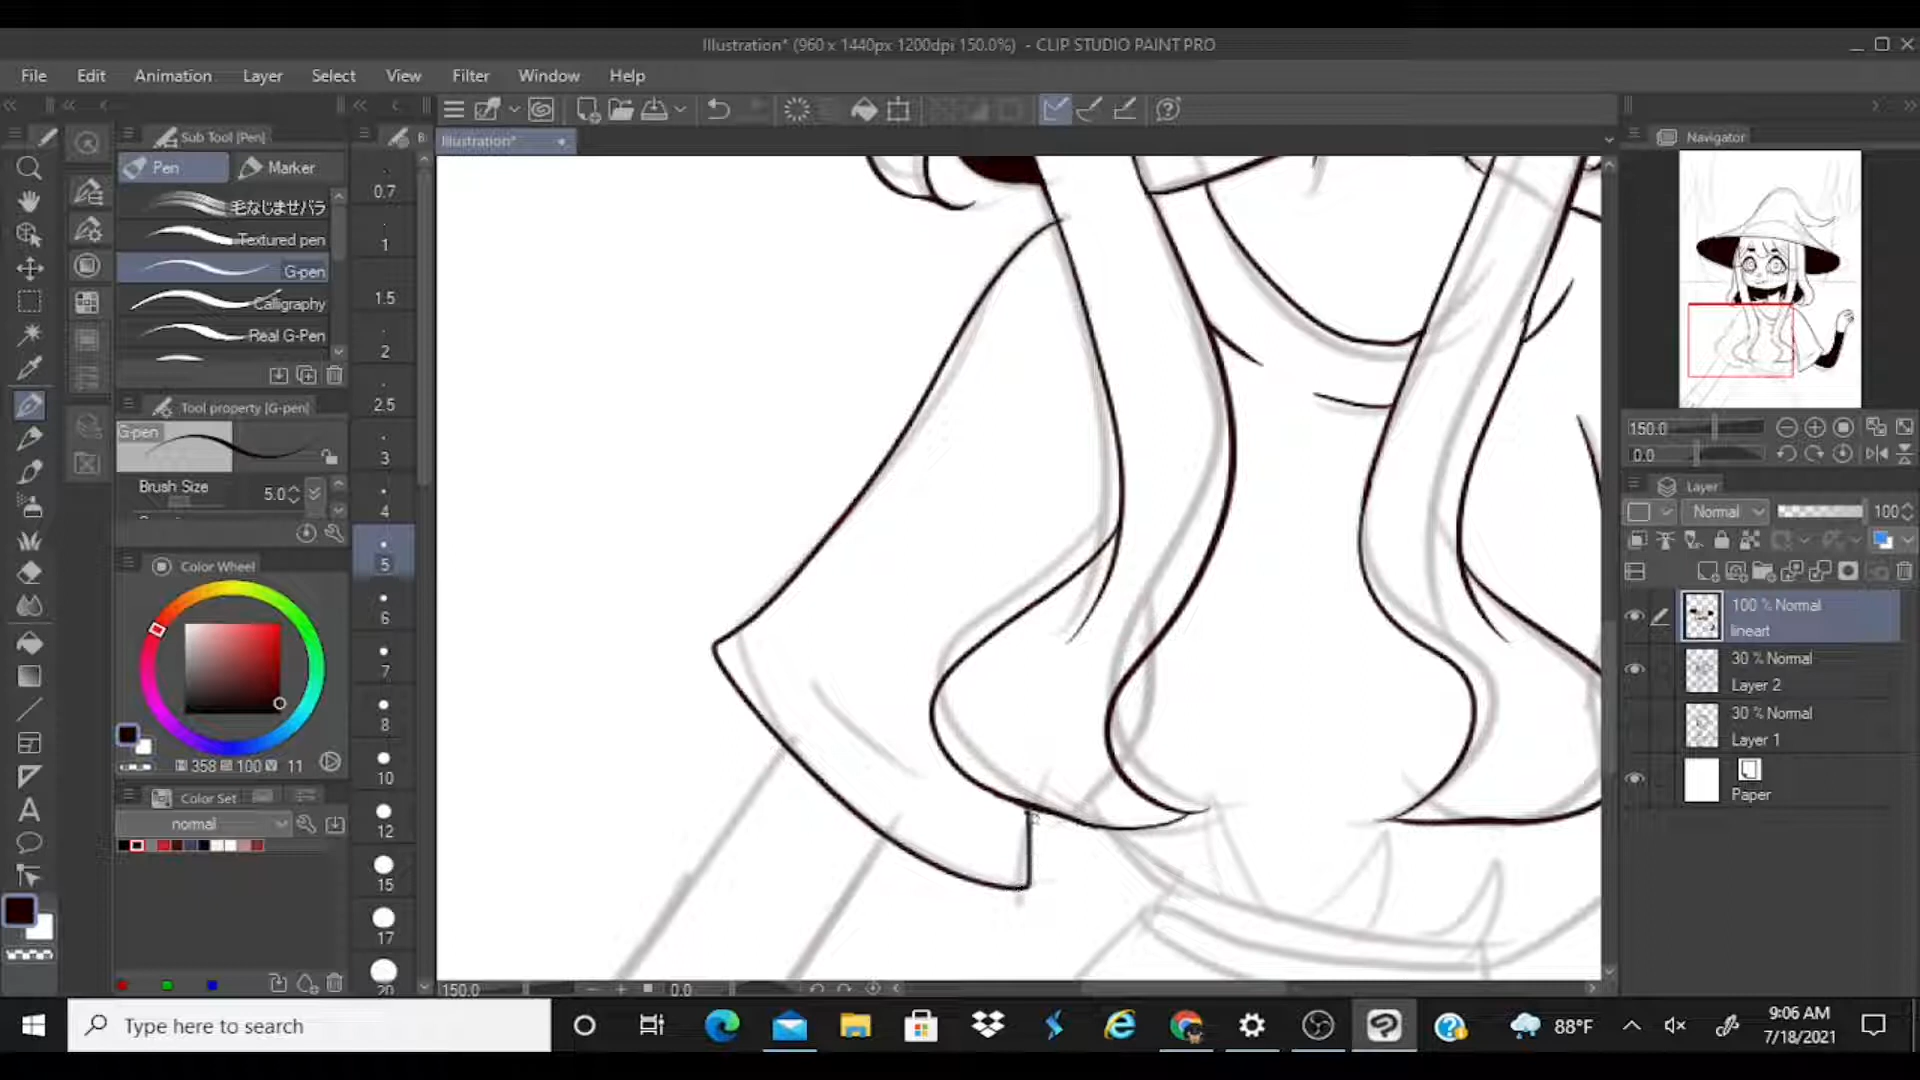 Illustration* (960 x 1440px 1200dpi 150.0%) - CLIP STUDIO PAINT PRO
File Edit Animation Layer Select View Filter Window Help
Sub Tool [Pen]
B
Illustration*
Navigator
Pen Marker
毛なじませバラ
Textured pen
G-pen
Calligraphy
Real G-Pen
Tool property [G-pen]
G-pen
Brush Size 5.0
Color Wheel
358 100 V 11
Color Set
normal
0.7
1
1.5
2
2.5
3
4
5
6
7
8
10
12
15
17
20
150.0 0.0
150.0
0.0
Layer
Normal 100
100 % Normal
lineart
30 % Normal
Layer 2
30 % Normal
Layer 1
Paper
Type here to search
88°F
9:06 AM
7/18/2021